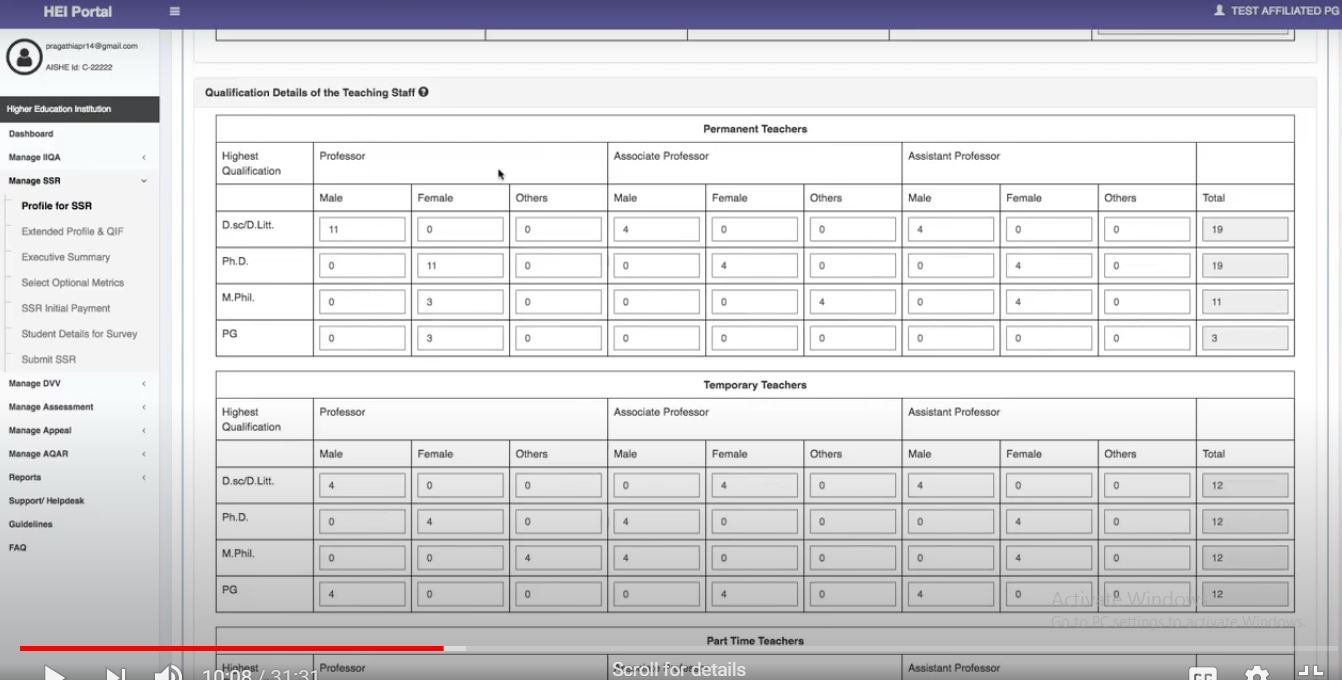 HEI Portal ≡ TEST AFFILIATED PG
pragathiapr14@gmail.com
AISHE Id: C-22222
Higher Education Institution
Dashboard
Manage IIQA
Manage SSR
Profile for SSR
Extended Profile & QIF
Executive Summary
Select Optional Metrics
SSR Initial Payment
Student Details for Survey
Submit SSR
Manage DVV
Manage Assessment
Manage Appeal
Manage AQAR
Reports
Support/ Helpdesk
Guidelines
FAQ
Qualification Details of the Teaching Staff
Permanent Teachers
Highest Qualification Professor Associate Professor Assistant Professor
Male Female Others Male Female Others Male Female Others Total
D.sc/D.Litt. 11 0 0 4 0 0 4 0 0 19
Ph.D. 0 11 0 0 4 0 0 4 0 19
M.Phil. 0 3 0 0 0 4 0 4 0 11
PG 0 3 0 0 0 0 0 0 0 3
Temporary Teachers
Highest Qualification Professor Associate Professor Assistant Professor
Male Female Others Male Female Others Male Female Others Total
D.sc/D.Litt. 4 0 0 0 4 0 4 0 0 12
Ph.D. 0 4 0 4 0 0 0 4 0 12
M.Phil. 0 0 4 4 0 0 0 4 0 12
PG 4 0 0 0 4 0 4 0 0 12
Activate Windows
Go to PC settings to activate Windows.
Part Time Teachers
Highest Professor Associate Professor Assistant Professor
10:08 / 31:31
Scroll for details
CC